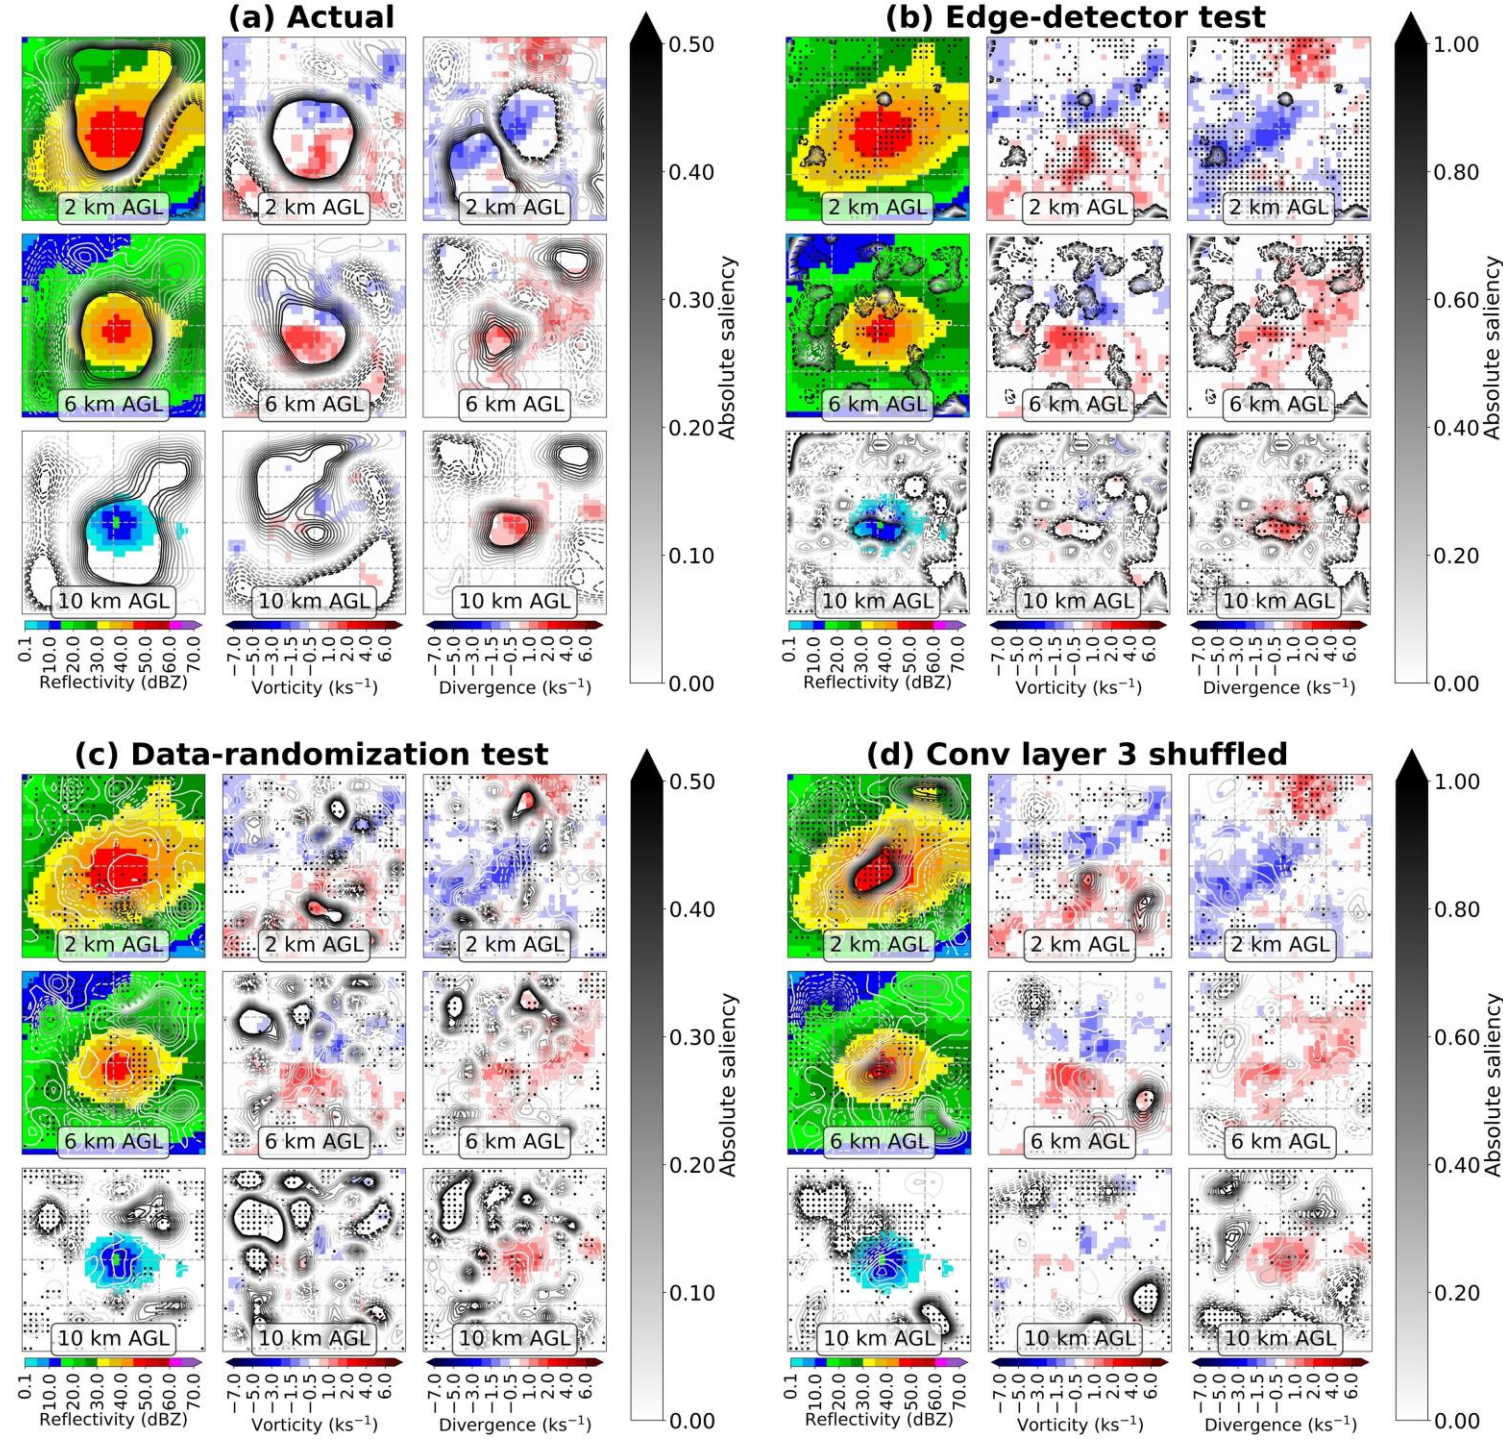 (a) Actual
2 km AGL 2 km AGL 2 km AGL
6 km AGL 6 km AGL 6 km AGL
10 km AGL 10 km AGL 10 km AGL
0.1 10.0 20.0 30.0 40.0 50.0 60.0 70.0
Reflectivity (dBZ)
−7.0 −5.0 −3.0 −1.5 −0.5 1.0 2.0 4.0 6.0
Vorticity (ks⁻¹)
−7.0 −5.0 −3.0 −1.5 −0.5 1.0 2.0 4.0 6.0
Divergence (ks⁻¹)
0.50
0.40
0.30
0.20
0.10
0.00
Absolute saliency
(b) Edge-detector test
2 km AGL 2 km AGL 2 km AGL
6 km AGL 6 km AGL 6 km AGL
10 km AGL 10 km AGL 10 km AGL
0.1 10.0 20.0 30.0 40.0 50.0 60.0 70.0
Reflectivity (dBZ)
−7.0 −5.0 −3.0 −1.5 −0.5 1.0 2.0 4.0 6.0
Vorticity (ks⁻¹)
−7.0 −5.0 −3.0 −1.5 −0.5 1.0 2.0 4.0 6.0
Divergence (ks⁻¹)
1.00
0.80
0.60
0.40
0.20
0.00
Absolute saliency
(c) Data-randomization test
2 km AGL 2 km AGL 2 km AGL
6 km AGL 6 km AGL 6 km AGL
10 km AGL 10 km AGL 10 km AGL
0.1 10.0 20.0 30.0 40.0 50.0 60.0 70.0
Reflectivity (dBZ)
−7.0 −5.0 −3.0 −1.5 −0.5 1.0 2.0 4.0 6.0
Vorticity (ks⁻¹)
−7.0 −5.0 −3.0 −1.5 −0.5 1.0 2.0 4.0 6.0
Divergence (ks⁻¹)
0.50
0.40
0.30
0.20
0.10
0.00
Absolute saliency
(d) Conv layer 3 shuffled
2 km AGL 2 km AGL 2 km AGL
6 km AGL 6 km AGL 6 km AGL
10 km AGL 10 km AGL 10 km AGL
0.1 10.0 20.0 30.0 40.0 50.0 60.0 70.0
Reflectivity (dBZ)
−7.0 −5.0 −3.0 −1.5 −0.5 1.0 2.0 4.0 6.0
Vorticity (ks⁻¹)
−7.0 −5.0 −3.0 −1.5 −0.5 1.0 2.0 4.0 6.0
Divergence (ks⁻¹)
1.00
0.80
0.60
0.40
0.20
0.00
Absolute saliency